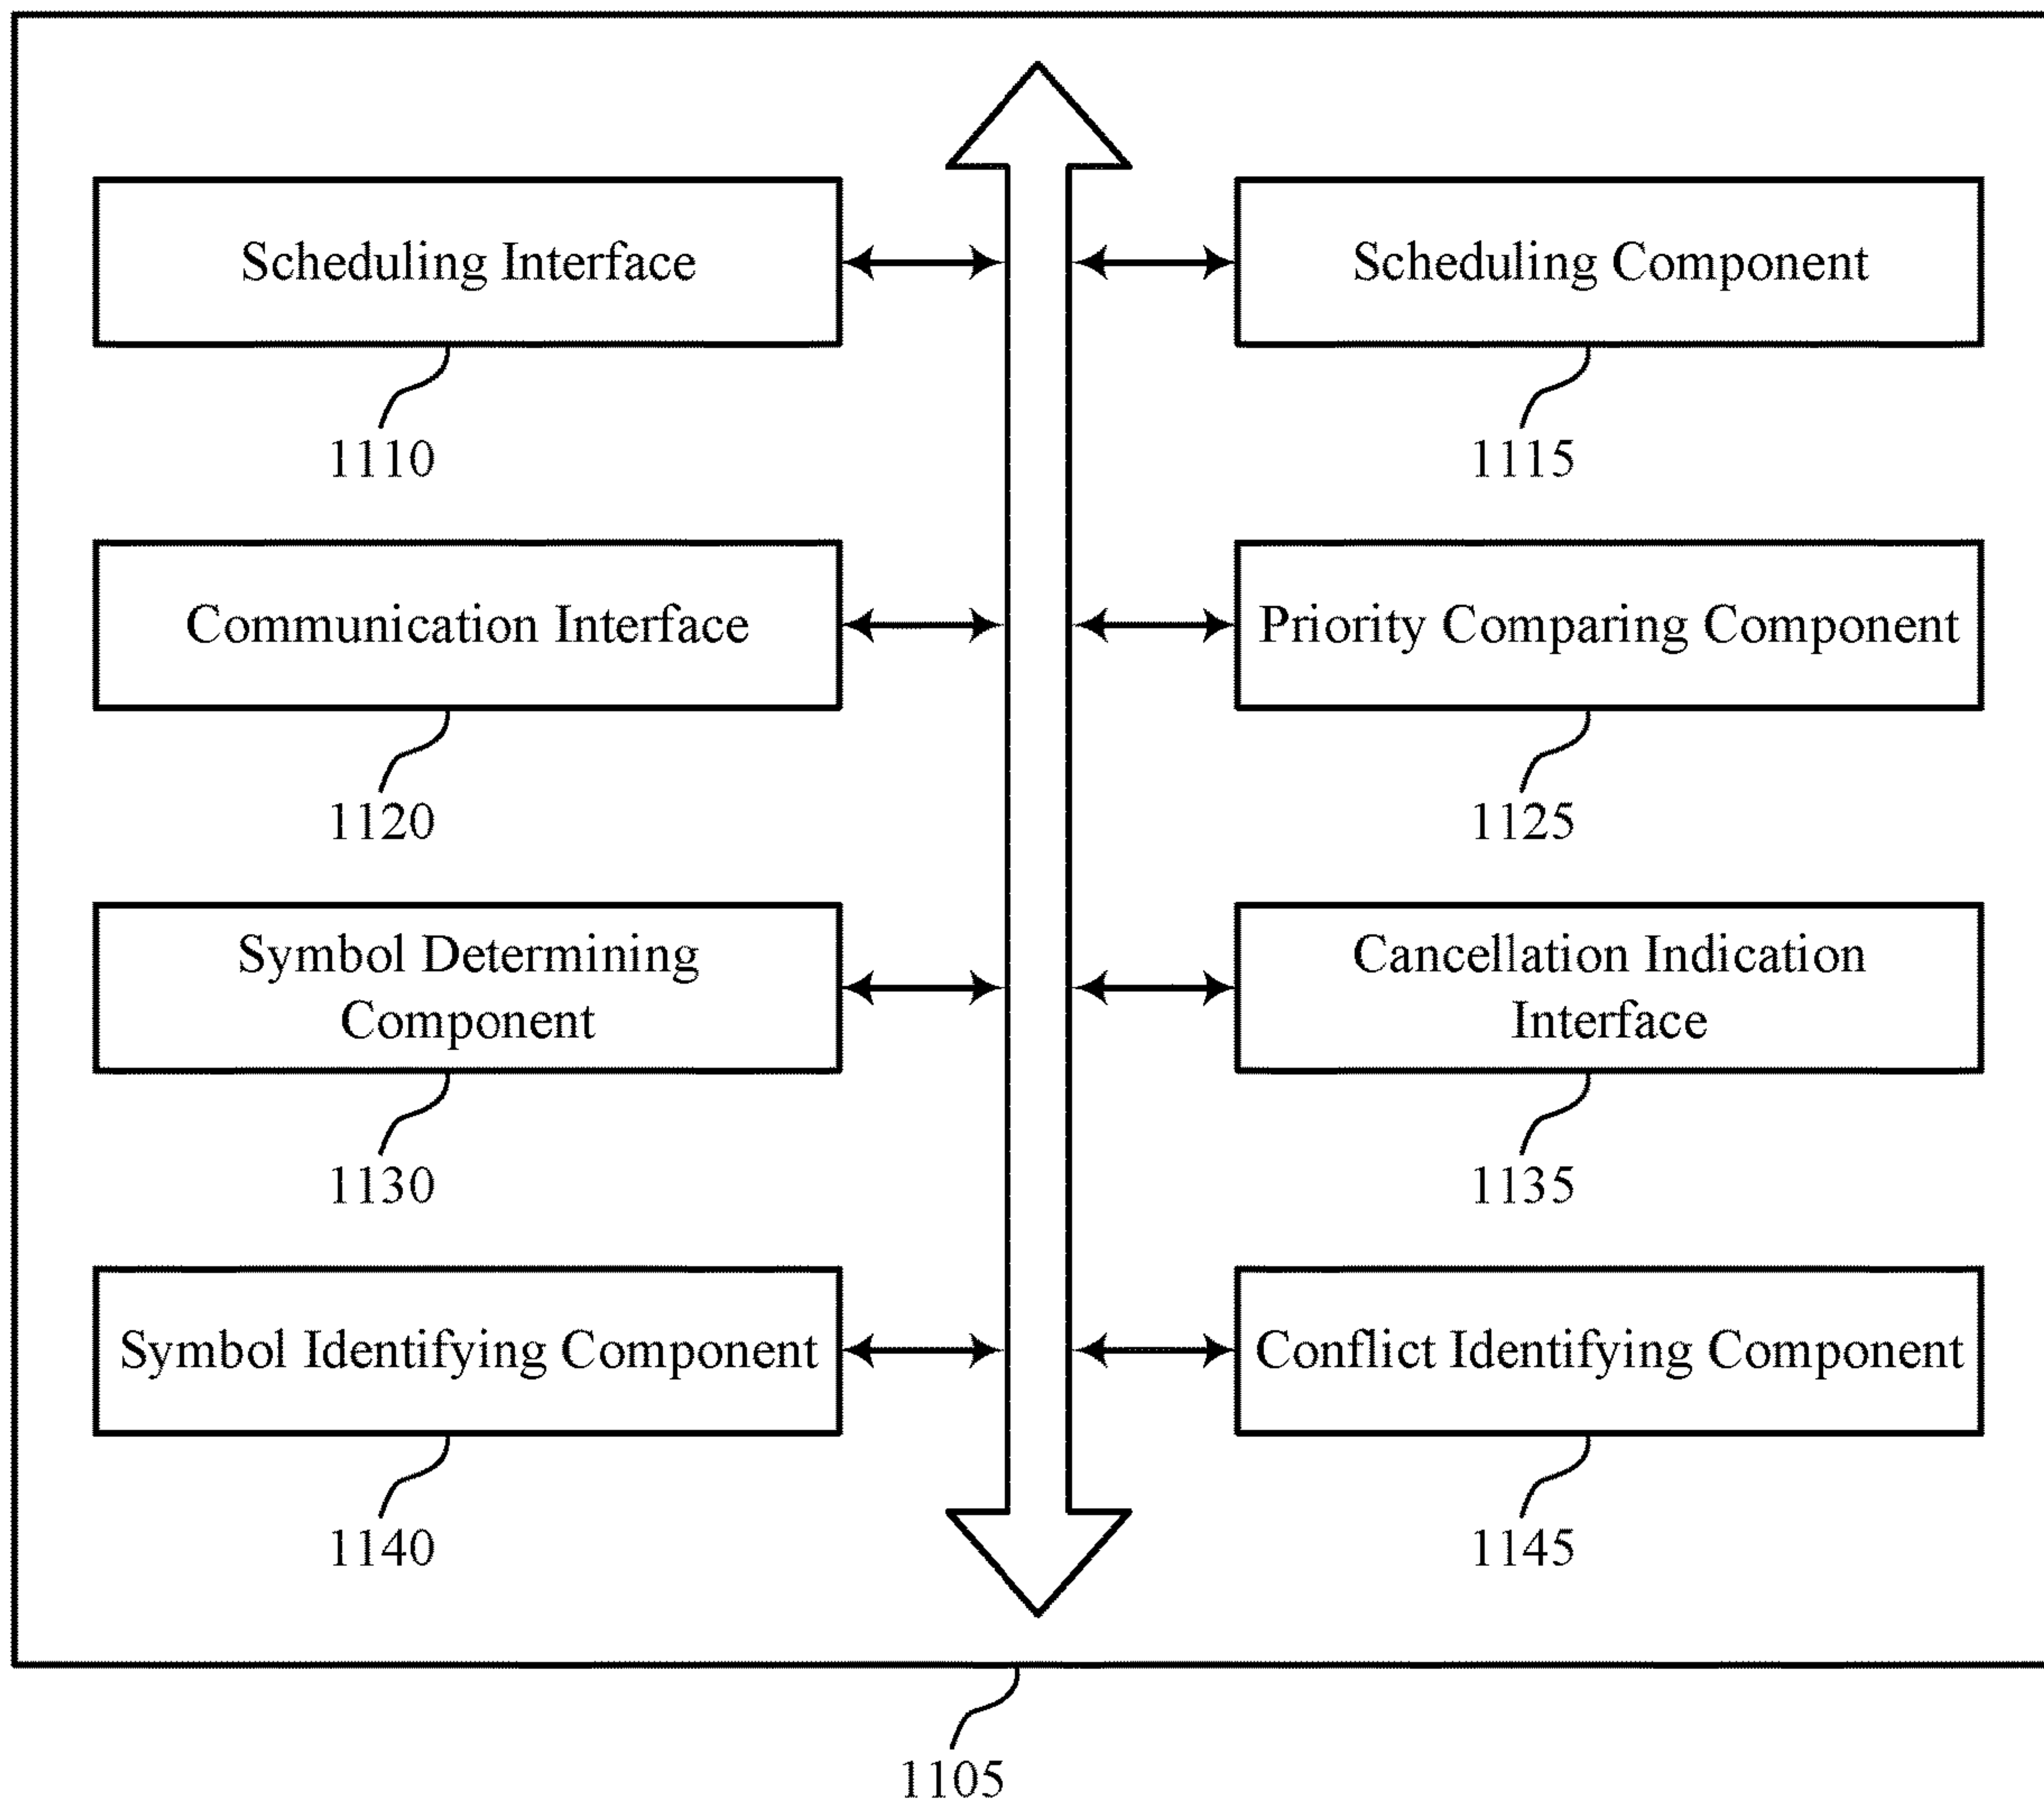 Scheduling Interface
Scheduling Component
1110
1115
Communication Interface
Priority Comparing Component
1120
1125
Symbol Determining
Component
Cancellation Indication
Interface
1130
1135
Symbol Identifying Component
Conflict Identifying Component
1140
1145
1105